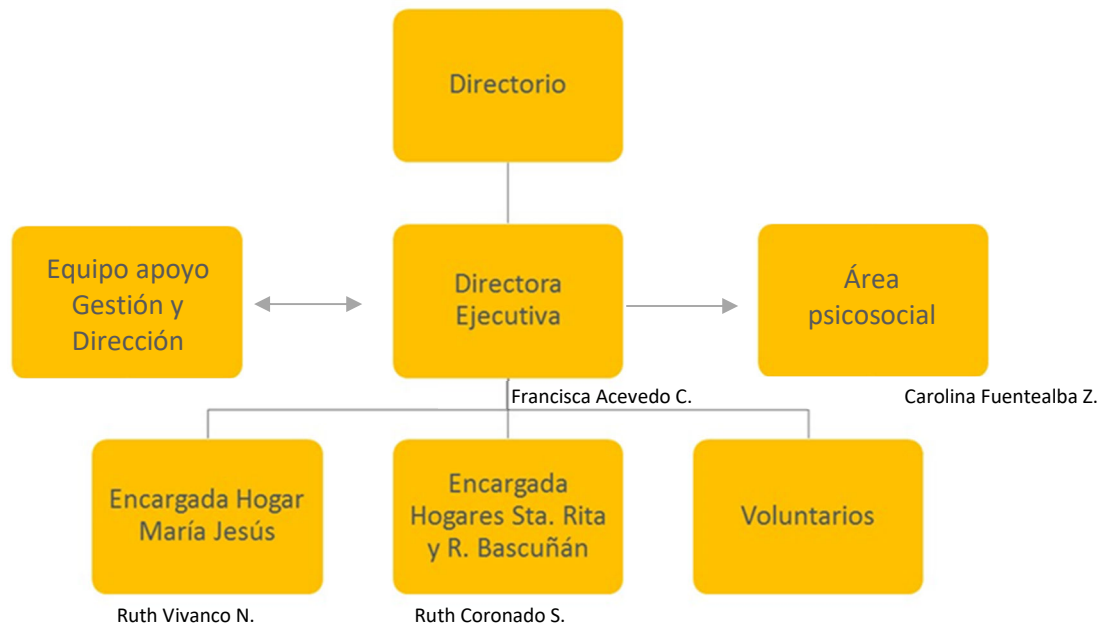 Directorio
Equipo apoyo
Gestión y
Dirección
Directora
Ejecutiva
Área
psicosocial
Francisca Acevedo C.
Carolina Fuentealba Z.
Encargada Hogar
María Jesús
Encargada
Hogares Sta. Rita
y R. Bascuñán
Voluntarios
Ruth Vivanco N.
Ruth Coronado S.